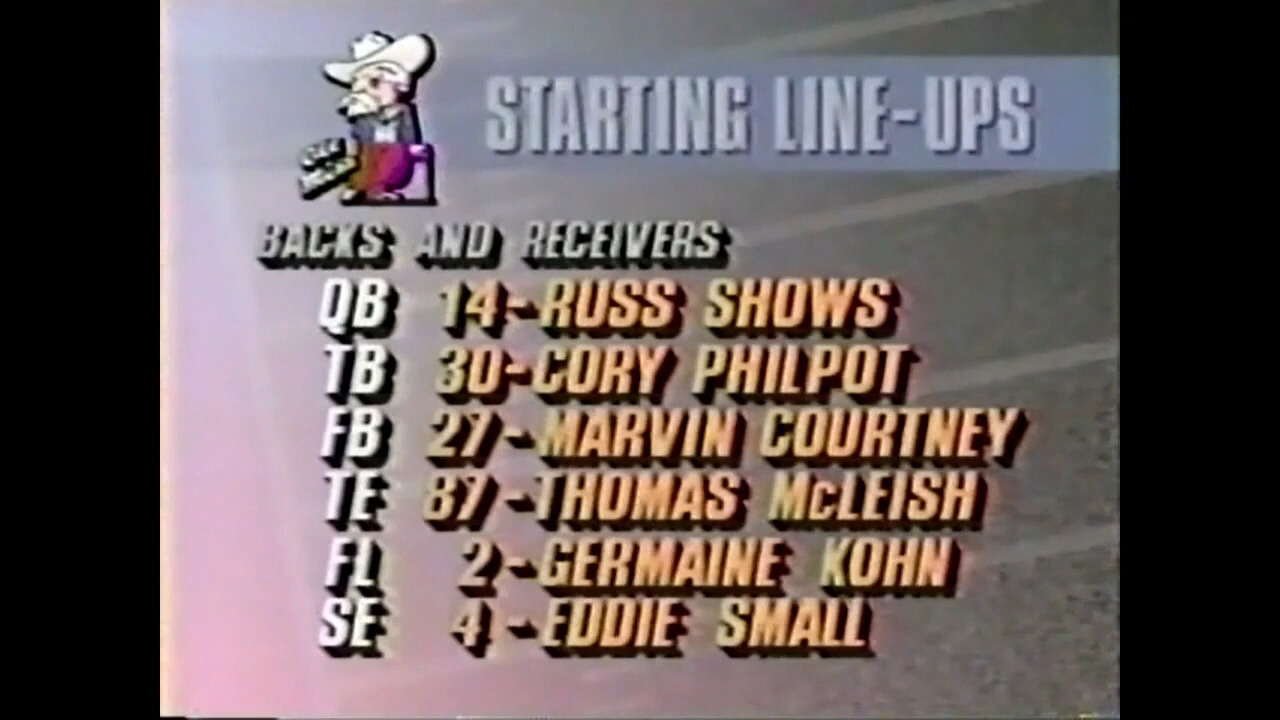 STARTING LINE-UPS
BACKS AND RECEIVERS
QB 14-RUSS SHOWS
TB 30-CORY PHILPOT
FB 27-MARVIN COURTNEY
TE 87-THOMAS McLEISH
FL 2-GERMAINE KOHN
SE 4-EDDIE SMALL